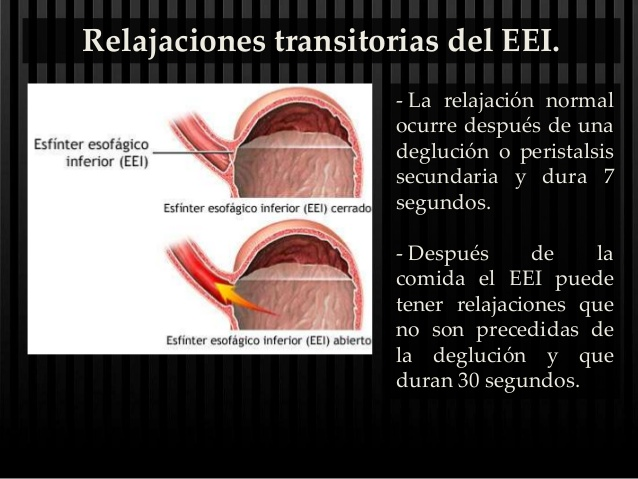 Relajaciones transitorias del EEI.
Esfínter esofágico
inferior (EEI)
Esfínter esofágico inferior (EEI) cerrado
Esfínter esofágico inferior (EEI) abierto
- La relajación normal
ocurre después de una
deglución o peristalsis
secundaria y dura 7
segundos.
- Después de la
comida el EEI puede
tener relajaciones que
no son precedidas de
la deglución y que
duran 30 segundos.